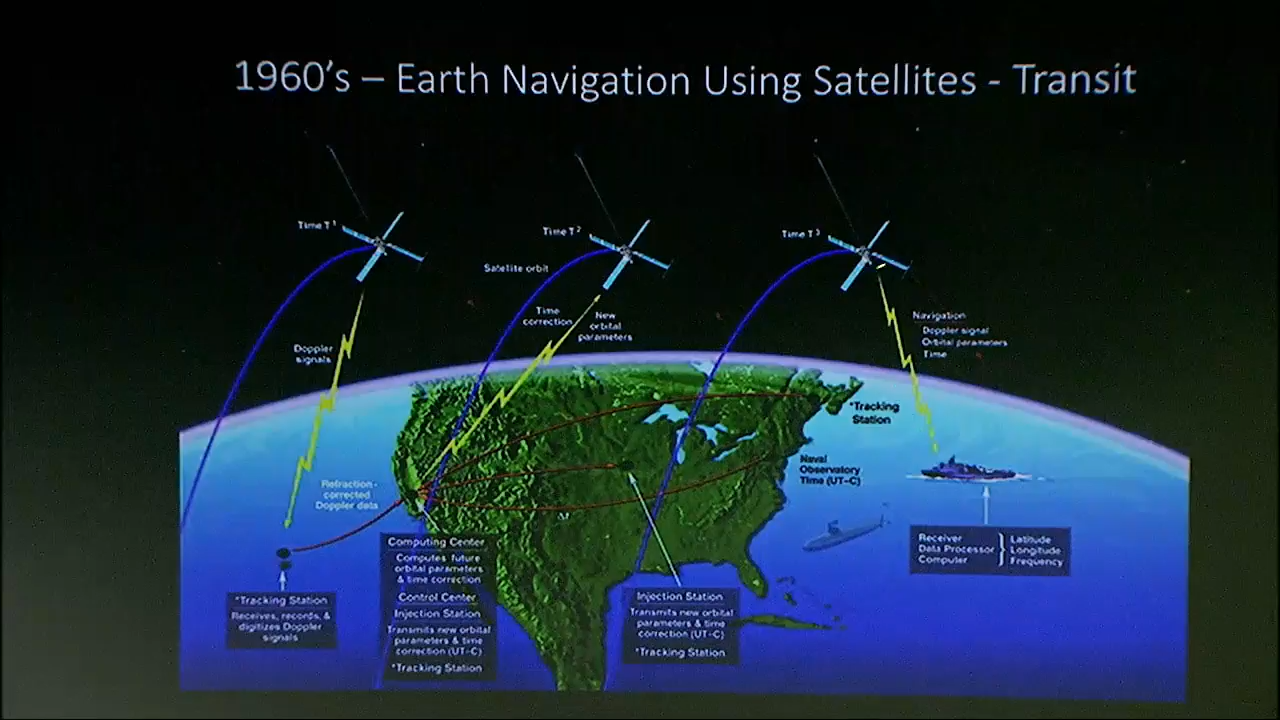 1960's – Earth Navigation Using Satellites - Transit
Time T1
Time T2
Time T3
Satellite orbit
Time
correction
New
orbital
parameters
Doppler
signals
Navigation
Doppler signal
Orbital parameters
Time
*Tracking
Station
Naval
Observatory
Time (UT-C)
Refraction-
corrected
Doppler data
*Tracking Station
Receives, records, &
digitizes Doppler
signals
Computing Center
Computes future
orbital parameters
& time correction
Control Center
Injection Station
Transmits new orbital
parameters & time
correction (UT-C)
*Tracking Station
Injection Station
Transmits new orbital
parameters & time
correction (UT-C)
*Tracking Station
Receiver
Data Processor
Computer
Latitude
Longitude
Frequency